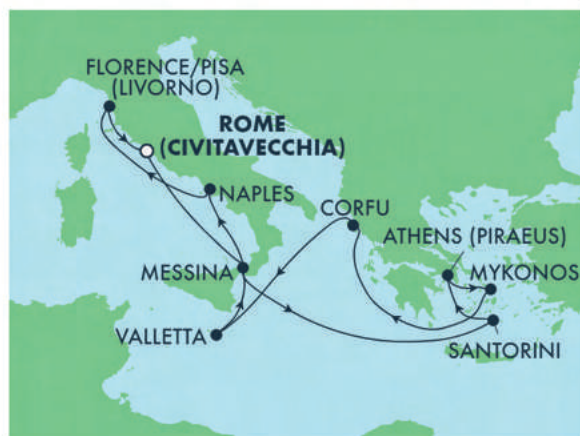 FLORENCE/PISA
(LIVORNO)
ROME
(CIVITAVECCHIA)
NAPLES
CORFU
ATHENS (PIRAEUS)
MYKONOS
MESSINA
VALLETTA
SANTORINI